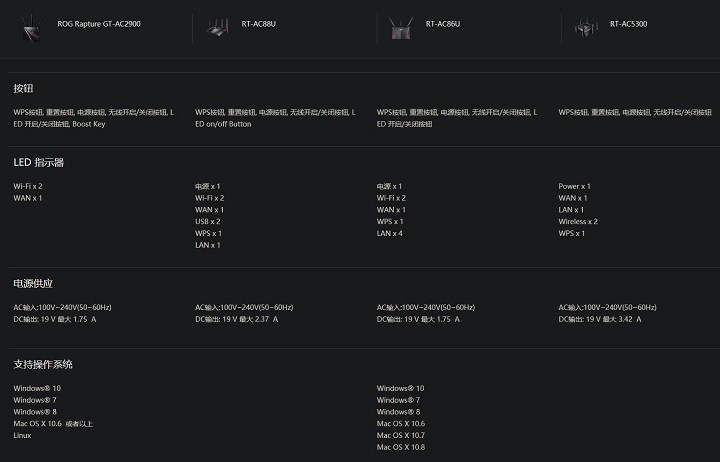 ROG Rapture GT-AC2900
RT-AC88U
RT-AC86U
RT-AC5300
按钮
WPS按钮, 重置按钮, 电源按钮, 无线开启/关闭按钮, L
ED 开启/关闭按钮, Boost Key
WPS按钮, 重置按钮, 电源按钮, 无线开启/关闭按钮, L
ED on/off Button
WPS按钮, 重置按钮, 电源按钮, 无线开启/关闭按钮, L
ED 开启/关闭按钮
WPS按钮, 重置按钮, 电源按钮, 无线开启/关闭按钮
LED 指示器
Wi-Fi x 2
WAN x 1
电源 x 1
Wi-Fi x 2
WAN x 1
USB x 2
WPS x 1
LAN x 1
电源 x 1
Wi-Fi x 2
WAN x 1
WPS x 1
LAN x 4
Power x 1
WAN x 1
LAN x 1
Wireless x 2
WPS x 1
电源供应
AC输入:100V~240V(50~60Hz)
DC输出: 19 V 最大 1.75 A
AC输入:100V~240V(50~60Hz)
DC输出: 19 V 最大 2.37 A
AC输入:100V~240V(50~60Hz)
DC输出: 19 V 最大 1.75 A
AC输入:100V~240V(50~60Hz)
DC输出: 19 V 最大 3.42 A
支持操作系统
Windows® 10
Windows® 7
Windows® 8
Mac OS X 10.6 或者以上
Linux
Windows® 10
Windows® 7
Windows® 8
Mac OS X 10.6
Mac OS X 10.7
Mac OS X 10.8